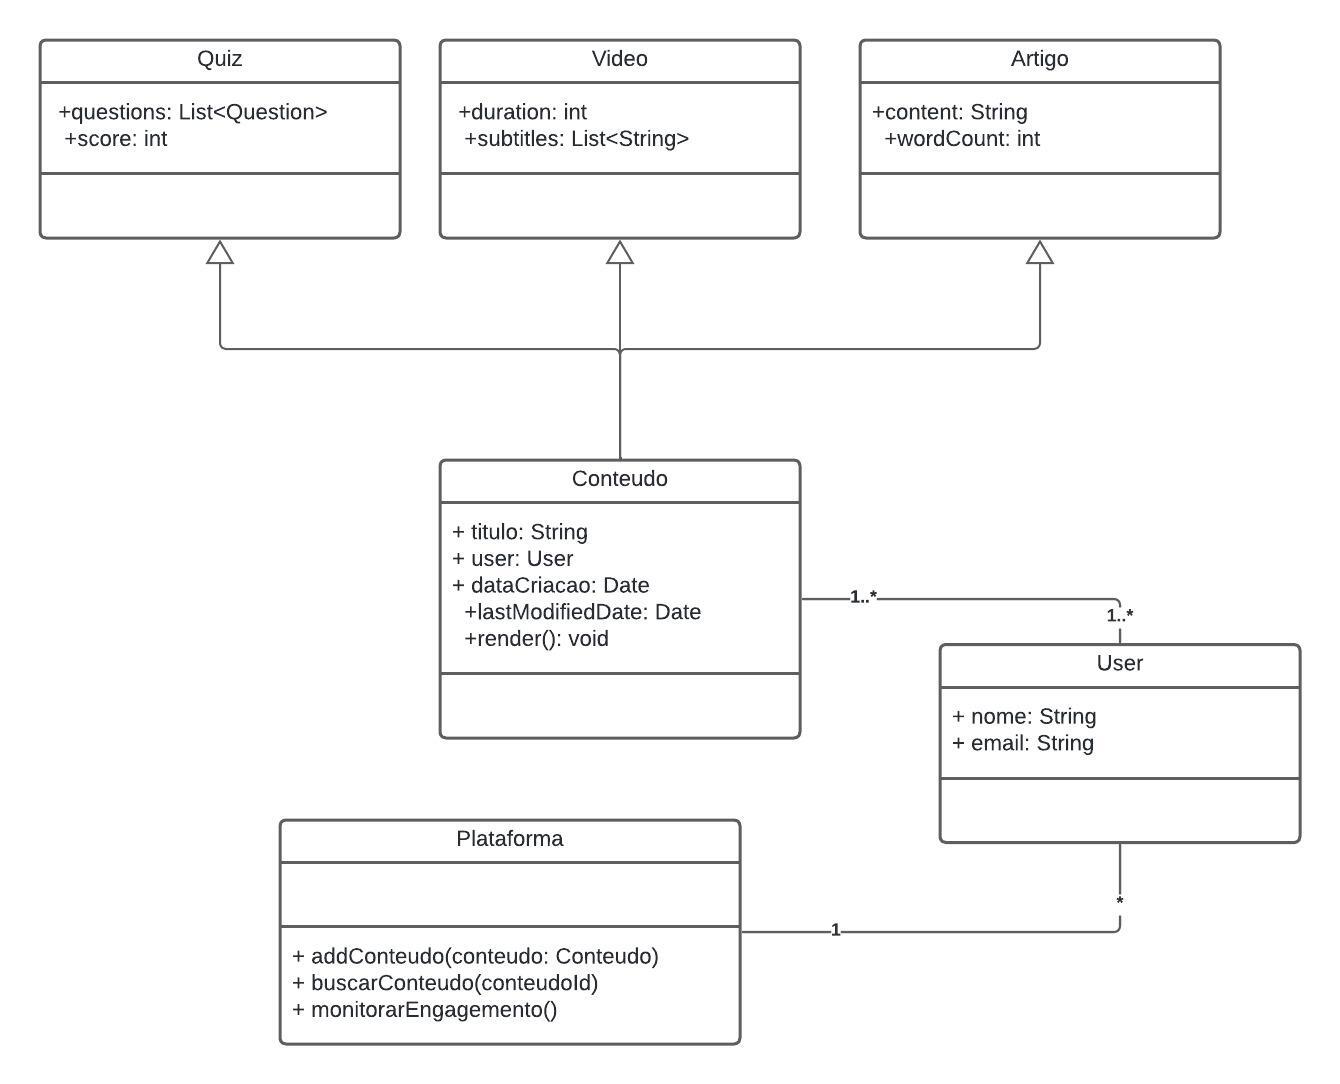 Quiz
+questions: List<Question>
+score: int
Video
+duration: int
+subtitles: List<String>
Artigo
+content: String
+wordCount: int
Conteudo
+ titulo: String
+ user: User
+ dataCriacao: Date
+lastModifiedDate: Date
+render(): void
1..*
1..*
User
+ nome: String
+ email: String
Plataforma
+ addConteudo(conteudo: Conteudo)
+ buscarConteudo(conteudoId)
+ monitorarEngagemento()
*
1